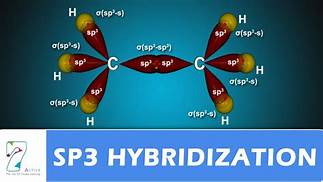 H H
σ(sp³-s) σ(sp³-s)
sp³ sp³
σ(sp³-sp³)
H sp³ C sp³ sp³ C sp³ H
σ(sp³-s) σ(sp³-s)
sp³ sp³
σ(sp³-s) σ(sp³-s)
H H
SP3 HYBRIDIZATION